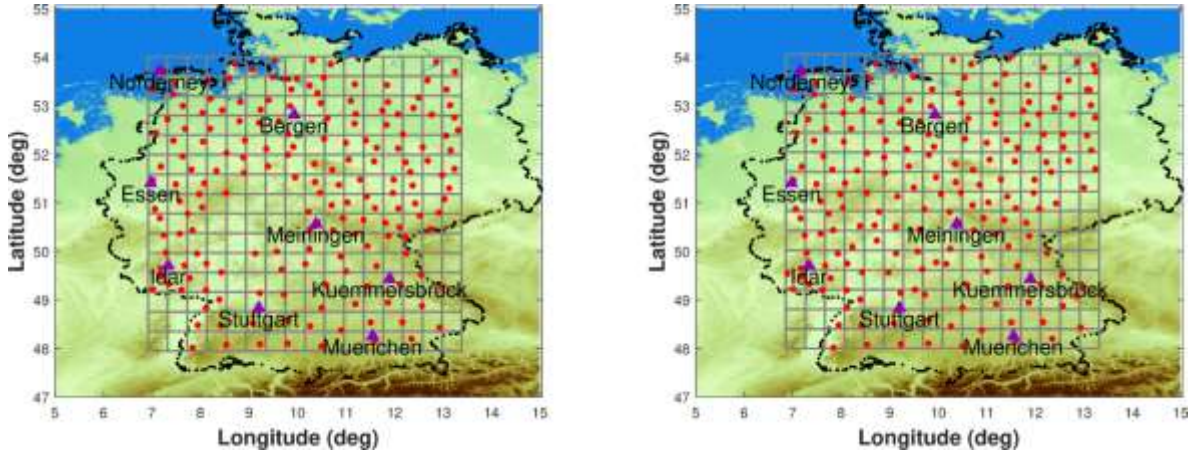 55
54
53
52
51
50
49
48
47
Latitude (deg)
Norderney
Bergen
Essen
Meiningen
Idar
Kuemmersbruck
Stuttgart
Muenchen
5 6 7 8 9 10 11 12 13 14 15
Longitude (deg)
55
54
53
52
51
50
49
48
47
Latitude (deg)
Norderney
Bergen
Essen
Meiningen
Idar
Kuemmersbruck
Stuttgart
Muenchen
5 6 7 8 9 10 11 12 13 14 15
Longitude (deg)